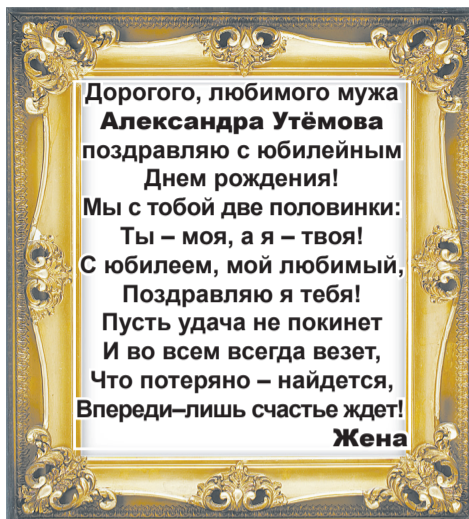 Дорогого, любимого мужа
Александра Утёмова
поздравляю с юбилейным
Днем рождения!
Мы с тобой две половинки:
Ты – моя, а я – твоя!
С юбилеем, мой любимый,
Поздравляю я тебя!
Пусть удача не покинет
И во всем всегда везет,
Что потеряно – найдется,
Впереди–лишь счастье ждет!
Жена